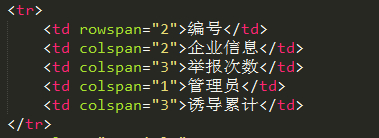 <tr>
<td rowspan="2">编号</td>
<td colspan="2">企业信息</td>
<td colspan="3">举报次数</td>
<td colspan="1">管理员</td>
<td colspan="3">诱导累计</td>
</tr>